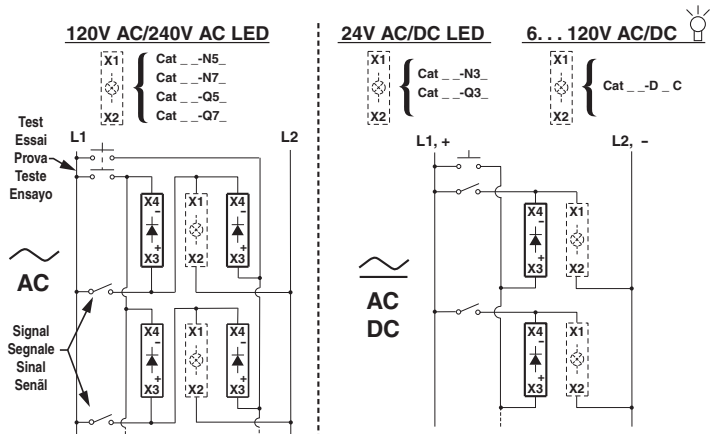 120V AC/240V AC LED
X1
X2
Cat _ _-N5_
Cat _ _-N7_
Cat _ _-Q5_
Cat _ _-Q7_
24V AC/DC LED
X1
X2
Cat _ _-N3_
Cat _ _-Q3_
6. . . 120V AC/DC
X1
X2
Cat _ _-D _ C
Test
Essai
Prova
Teste
Ensayo
L1
L2
X4
-
+
X3
X1
X2
X4
-
+
X3
AC
Signal
Segnale
Sinal
Senãl
X4
-
+
X3
X1
X2
X4
-
+
X3
L1, +
L2, -
X4
-
+
X3
X1
X2
AC
DC
X4
-
+
X3
X1
X2